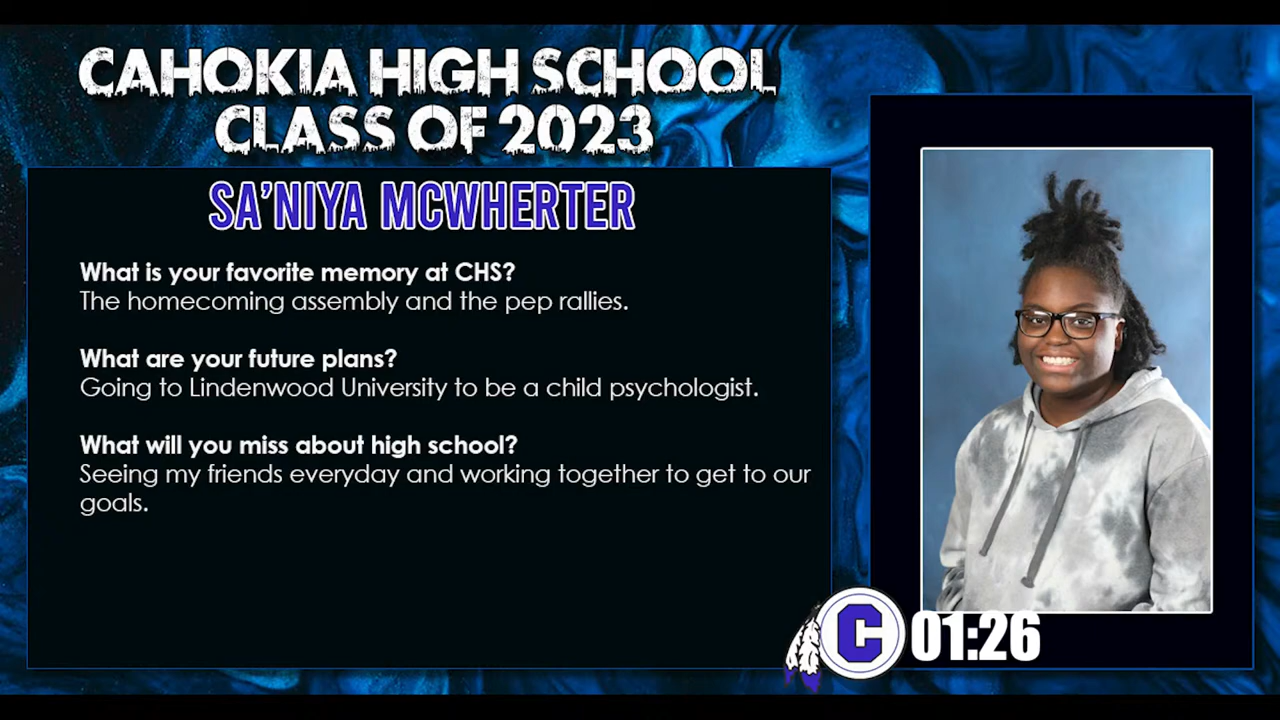 CAHOKIA HIGH SCHOOL
CLASS OF 2023
SA'NIYA MCWHERTER
What is your favorite memory at CHS?
The homecoming assembly and the pep rallies.
What are your future plans?
Going to Lindenwood University to be a child psychologist.
What will you miss about high school?
Seeing my friends everyday and working together to get to our
goals.
C 01:26